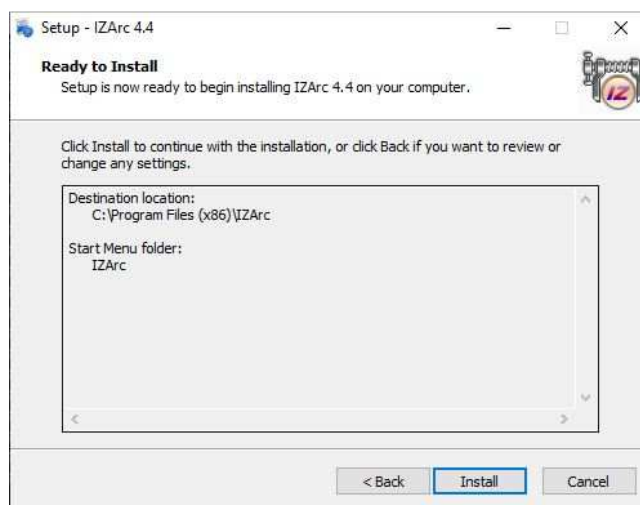 Setup - IZArc 4.4
Ready to Install
Setup is now ready to begin installing IZArc 4.4 on your computer.
IZ
Click Install to continue with the installation, or click Back if you want to review or
change any settings.
Destination location:
C:\Program Files (x86)\IZArc
Start Menu folder:
IZArc
< Back
Install
Cancel